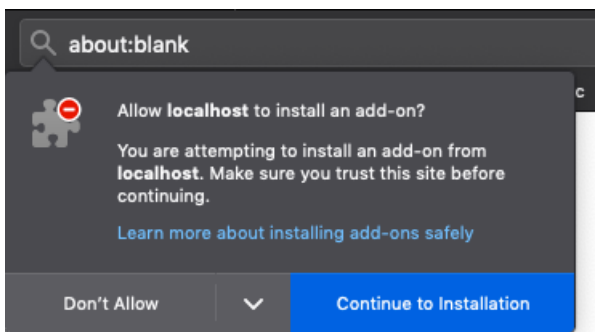 about:blank
c
Allow localhost to install an add-on?
You are attempting to install an add-on from
localhost. Make sure you trust this site before
continuing.
Learn more about installing add-ons safely
Don't Allow
Continue to Installation